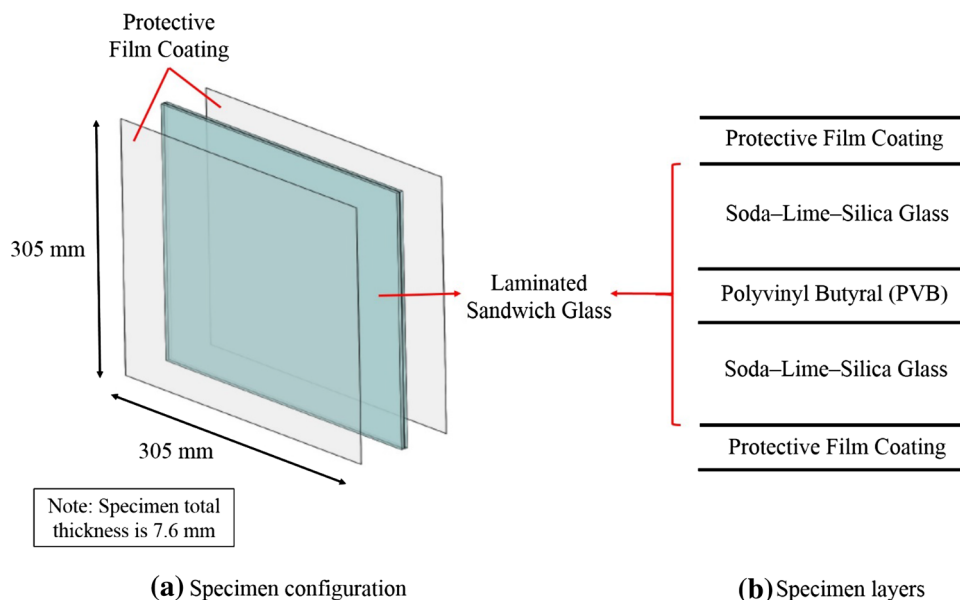 Protective
Film Coating
305 mm
305 mm
Laminated
Sandwich Glass
Note: Specimen total
thickness is 7.6 mm
(a) Specimen configuration
Protective Film Coating
Soda–Lime–Silica Glass
Polyvinyl Butyral (PVB)
Soda–Lime–Silica Glass
Protective Film Coating
(b) Specimen layers